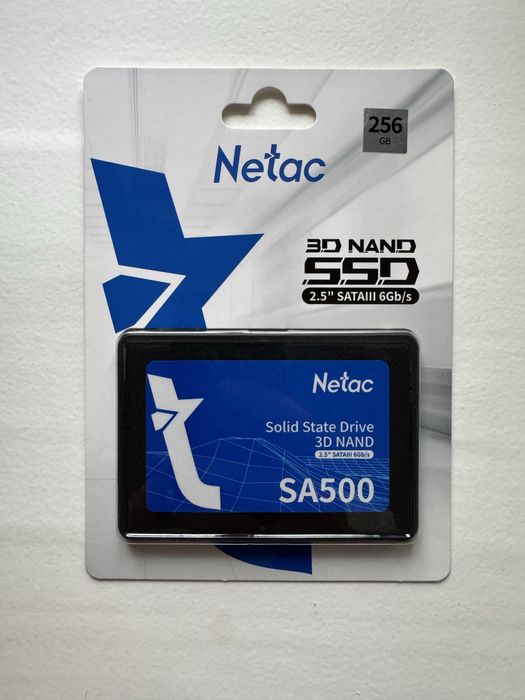 256
GB
Netac
3D NAND
SSD
2.5" SATAIII 6Gb/s
Netac
Solid State Drive
3D NAND
2.5" SATAIII 6Gb/s
SA500